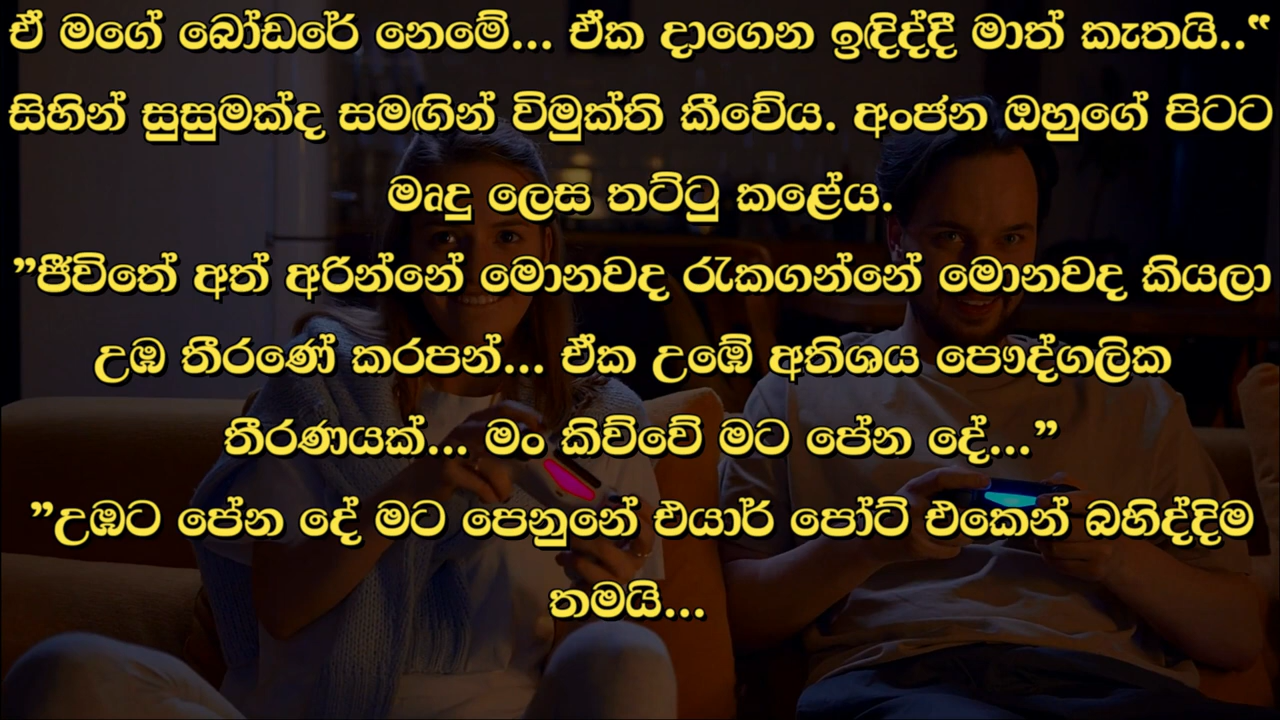 ඒ මගේ බෝඩරේ නෙමේ... ඒක දාගෙන ඉඳිද්දී මාත් කැතයි..“
සිහින් සුසුමක්ද සමඟින් විමුක්ති කීවේය. අංජන ඔහුගේ පිටට
මෘදු ලෙස තට්ටු කළේය.
”ජීවිතේ අත් අරින්නේ මොනවද රැකගන්නේ මොනවද කියලා
උඹ තීරණේ කරපන්... ඒක උඹේ අතිශය පෞද්ගලික
තීරණයක්... මං කිව්වේ මට පේන දේ...”
”උඹට පේන දේ මට පෙනුනේ එයාර් පෝට් එකෙන් බහිද්දිම
තමයි...